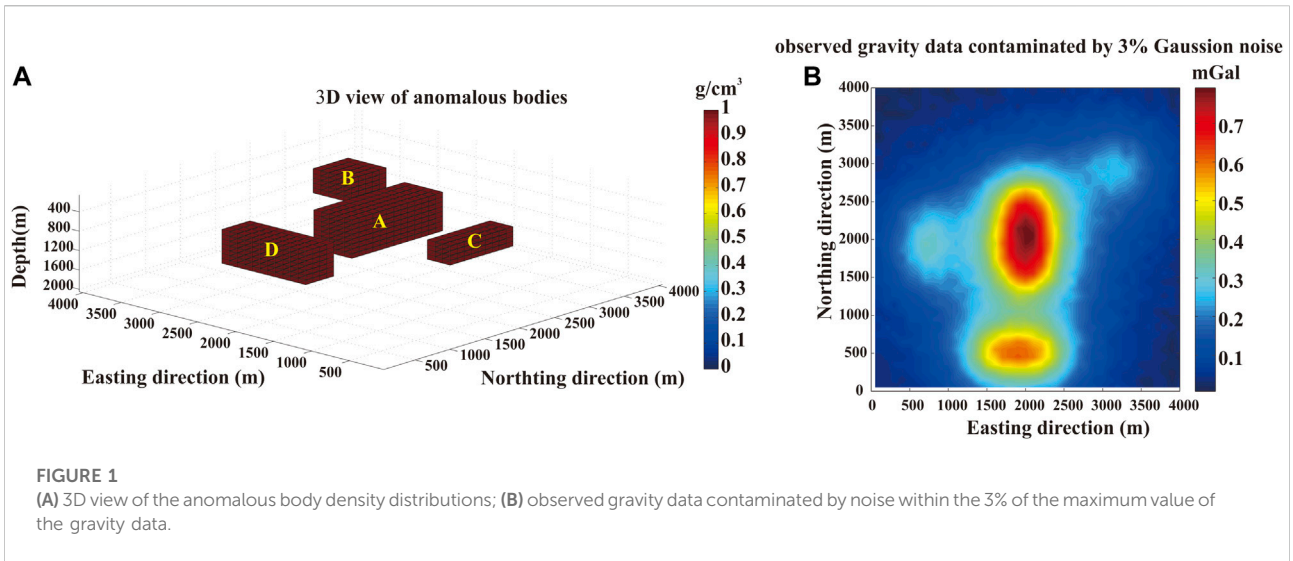 A
3D view of anomalous bodies
g/cm³
1
0.9
0.8
0.7
0.6
0.5
0.4
0.3
0.2
0.1
0
B
A
D
C
Depth(m)
400
800
1200
1600
2000
4000
3500
3000
2500
2000
1500
1000
500
Easting direction (m)
500
1000
1500
2000
2500
3000
3500
4000
Northting direction (m)
observed gravity data contaminated by 3% Gaussion noise
B
mGal
0.7
0.6
0.5
0.4
0.3
0.2
0.1
Northing direction (m)
4000
3500
3000
2500
2000
1500
1000
500
0
0 500 1000 1500 2000 2500 3000 3500 4000
Easting direction (m)
FIGURE 1
(A) 3D view of the anomalous body density distributions; (B) observed gravity data contaminated by noise within the 3% of the maximum value of
the gravity data.